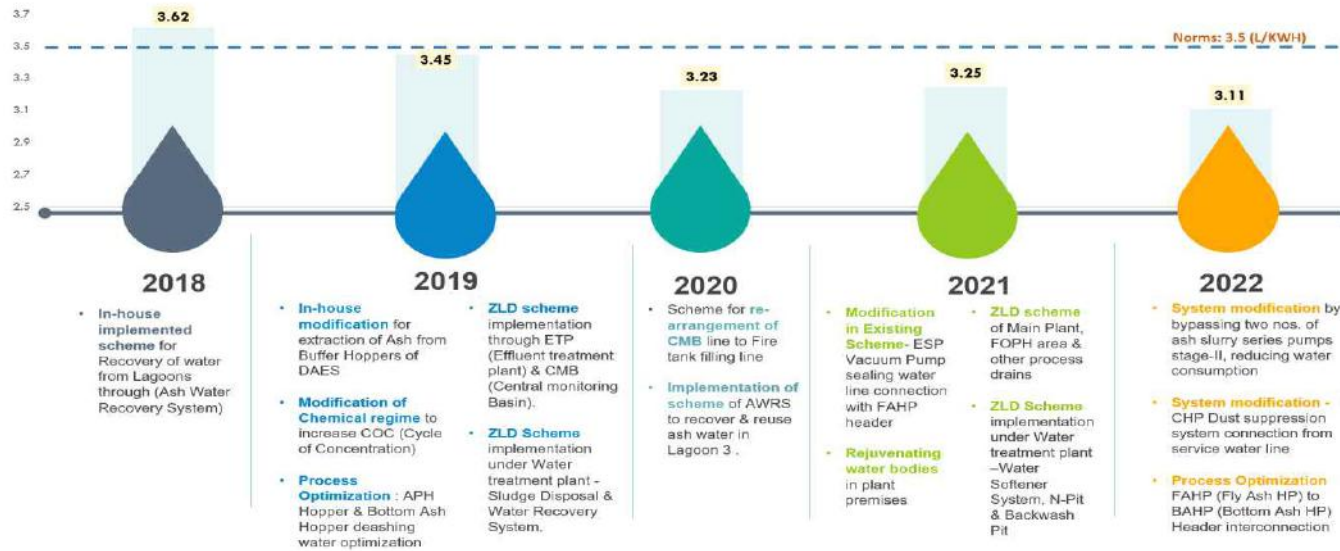 3.7
3.5
3.3
3.1
2.9
2.7
2.5
3.62
3.45
3.23
3.25
3.11
Norms: 3.5 (L/KWH)
2018
• In-house
implemented
scheme for
Recovery of water
from Lagoons
through (Ash Water
Recovery System)
2019
• In-house
modification for
extraction of Ash from
Buffer Hoppers of
DAES
• Modification of
Chemical regime to
increase COC (Cycle
of Concentration)
• Process
Optimization : APH
Hopper & Bottom Ash
Hopper deashing
water optimization
• ZLD scheme
implementation
through ETP
(Effluent treatment
plant) & CMB
(Central monitoring
Basin).
• ZLD Scheme
implementation
under Water
treatment plant -
Sludge Disposal &
Water Recovery
System.
2020
• Scheme for re-
arrangement of
CMB line to Fire
tank filling line
• Implementation of
scheme of AWRS
to recover & reuse
ash water in
Lagoon 3 .
2021
• Modification
in Existing
Scheme- ESP
Vacuum Pump
sealing water
line connection
with FAHP
header
• Rejuvenating
water bodies
in plant
premises
• ZLD scheme
of Main Plant,
FOPH area &
other process
drains
• ZLD Scheme
implementation
under Water
treatment plant
–Water
Softener
System, N-Pit
& Backwash
Pit
2022
• System modification by
bypassing two nos. of
ash slurry series pumps
stage-II, reducing water
consumption
• System modification -
CHP Dust suppression
system connection from
service water line
• Process Optimization
FAHP (Fly Ash HP) to
BAHP (Bottom Ash HP)
Header interconnection